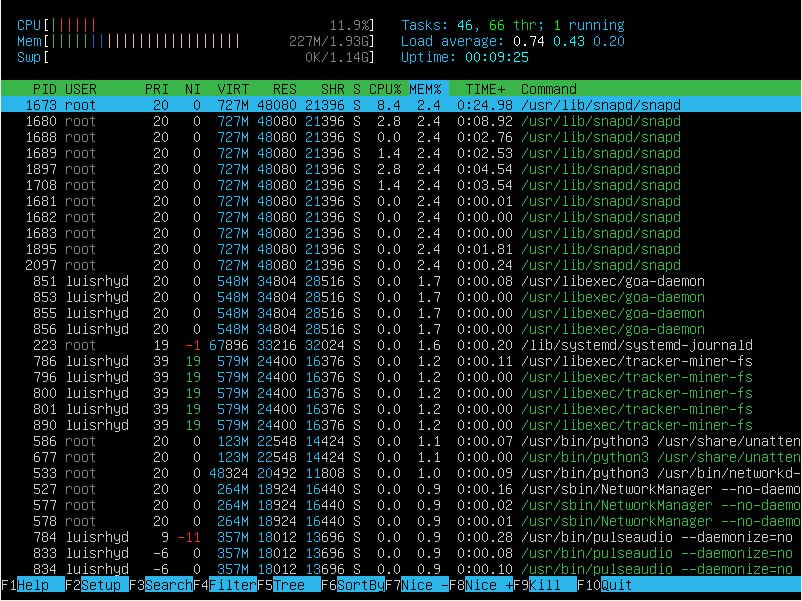 CPU[|||||| 11.9%] Tasks: 46, 66 thr; 1 running
Mem[|||||||||||||||||||||||| 227M/1.93G] Load average: 0.74 0.43 0.20
Swp[ 0K/1.14G] Uptime: 00:09:25
PID USER PRI NI VIRT RES SHR S CPU% MEM% TIME+ Command
1673 root 20 0 727M 48080 21396 S 8.4 2.4 0:24.98 /usr/lib/snapd/snapd
1680 root 20 0 727M 48080 21396 S 2.8 2.4 0:08.92 /usr/lib/snapd/snapd
1688 root 20 0 727M 48080 21396 S 0.0 2.4 0:02.76 /usr/lib/snapd/snapd
1689 root 20 0 727M 48080 21396 S 1.4 2.4 0:02.53 /usr/lib/snapd/snapd
1897 root 20 0 727M 48080 21396 S 2.8 2.4 0:04.54 /usr/lib/snapd/snapd
1708 root 20 0 727M 48080 21396 S 1.4 2.4 0:03.54 /usr/lib/snapd/snapd
1681 root 20 0 727M 48080 21396 S 0.0 2.4 0:00.01 /usr/lib/snapd/snapd
1682 root 20 0 727M 48080 21396 S 0.0 2.4 0:00.00 /usr/lib/snapd/snapd
1683 root 20 0 727M 48080 21396 S 0.0 2.4 0:00.00 /usr/lib/snapd/snapd
1895 root 20 0 727M 48080 21396 S 0.0 2.4 0:01.81 /usr/lib/snapd/snapd
2097 root 20 0 727M 48080 21396 S 0.0 2.4 0:00.24 /usr/lib/snapd/snapd
851 luisrhyd 20 0 548M 34804 28516 S 0.0 1.7 0:00.08 /usr/libexec/goa-daemon
853 luisrhyd 20 0 548M 34804 28516 S 0.0 1.7 0:00.00 /usr/libexec/goa-daemon
855 luisrhyd 20 0 548M 34804 28516 S 0.0 1.7 0:00.00 /usr/libexec/goa-daemon
856 luisrhyd 20 0 548M 34804 28516 S 0.0 1.7 0:00.00 /usr/libexec/goa-daemon
223 root 19 -1 67896 33216 32024 S 0.0 1.6 0:00.20 /lib/systemd/systemd-journald
786 luisrhyd 39 19 579M 24400 16376 S 0.0 1.2 0:00.11 /usr/libexec/tracker-miner-fs
796 luisrhyd 39 19 579M 24400 16376 S 0.0 1.2 0:00.00 /usr/libexec/tracker-miner-fs
800 luisrhyd 39 19 579M 24400 16376 S 0.0 1.2 0:00.00 /usr/libexec/tracker-miner-fs
801 luisrhyd 39 19 579M 24400 16376 S 0.0 1.2 0:00.00 /usr/libexec/tracker-miner-fs
890 luisrhyd 39 19 579M 24400 16376 S 0.0 1.2 0:00.00 /usr/libexec/tracker-miner-fs
586 root 20 0 123M 22548 14424 S 0.0 1.1 0:00.07 /usr/bin/python3 /usr/share/unatten
677 root 20 0 123M 22548 14424 S 0.0 1.1 0:00.00 /usr/bin/python3 /usr/share/unatten
533 root 20 0 48324 20492 11808 S 0.0 1.0 0:00.09 /usr/bin/python3 /usr/bin/networkd-
527 root 20 0 264M 18924 16440 S 0.0 0.9 0:00.16 /usr/sbin/NetworkManager --no-daemo
577 root 20 0 264M 18924 16440 S 0.0 0.9 0:00.02 /usr/sbin/NetworkManager --no-daemo
578 root 20 0 264M 18924 16440 S 0.0 0.9 0:00.01 /usr/sbin/NetworkManager --no-daemo
784 luisrhyd 9 -11 357M 18012 13696 S 0.0 0.9 0:00.28 /usr/bin/pulseaudio --daemonize=no
833 luisrhyd -6 0 357M 18012 13696 S 0.0 0.9 0:00.08 /usr/bin/pulseaudio --daemonize=no
834 luisrhyd -6 0 357M 18012 13696 S 0.0 0.9 0:00.10 /usr/bin/pulseaudio --daemonize=no
F1Help F2Setup F3SearchF4FilterF5Tree F6SortByF7Nice -F8Nice +F9Kill F10Quit